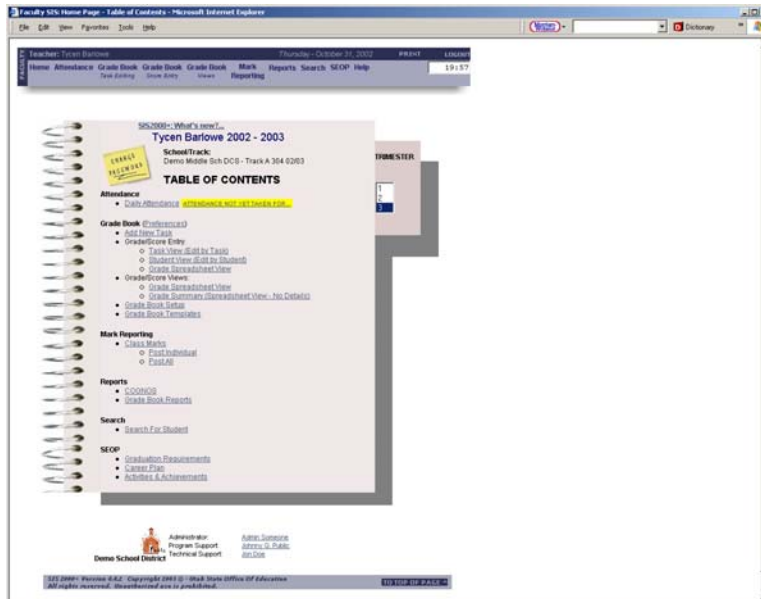 Faculty SIS: Home Page - Table of Contents - Microsoft Internet Explorer
File Edit View Favorites Tools Help
Dictionary
FACULTY
Teacher: Tycen Barlowe Thursday - October 31, 2002 PRINT LOGOUT
Home Attendance Grade Book Grade Book Grade Book Mark Reports Search SEOP Help 19:57
Task Editing Score Entry Views Reporting
SIS2000+: What's new?...
Tycen Barlowe 2002 - 2003
CHANGE PASSWORD
School/Track:
Demo Middle Sch DCS - Track A 304 02/03
TRIMESTER
1
2
3
TABLE OF CONTENTS
Attendance
Daily Attendance ATTENDANCE NOT YET TAKEN FOR...
Grade Book (Preferences)
Add New Task
Grade/Score Entry
Task View (Edit by Task)
Student View (Edit by Student)
Grade Spreadsheet View
Grade/Score Views:
Grade Spreadsheet View
Grade Summary (Spreadsheet View - No Details)
Grade Book Setup
Grade Book Templates
Mark Reporting
Class Marks
Post Individual
Post All
Reports
COGNOS
Grade Book Reports
Search
Search For Student
SEOP
Graduation Requirements
Career Plan
Activities & Achievements
Administrator: Admin Someone
Program Support: Johnny Q. Public
Technical Support: Jon Doe
Demo School District
SIS 2000+ Version 4.6.2 Copyright 2003 © - Utah State Office Of Education
All rights reserved. Unauthorized use is prohibited.
TO TOP OF PAGE